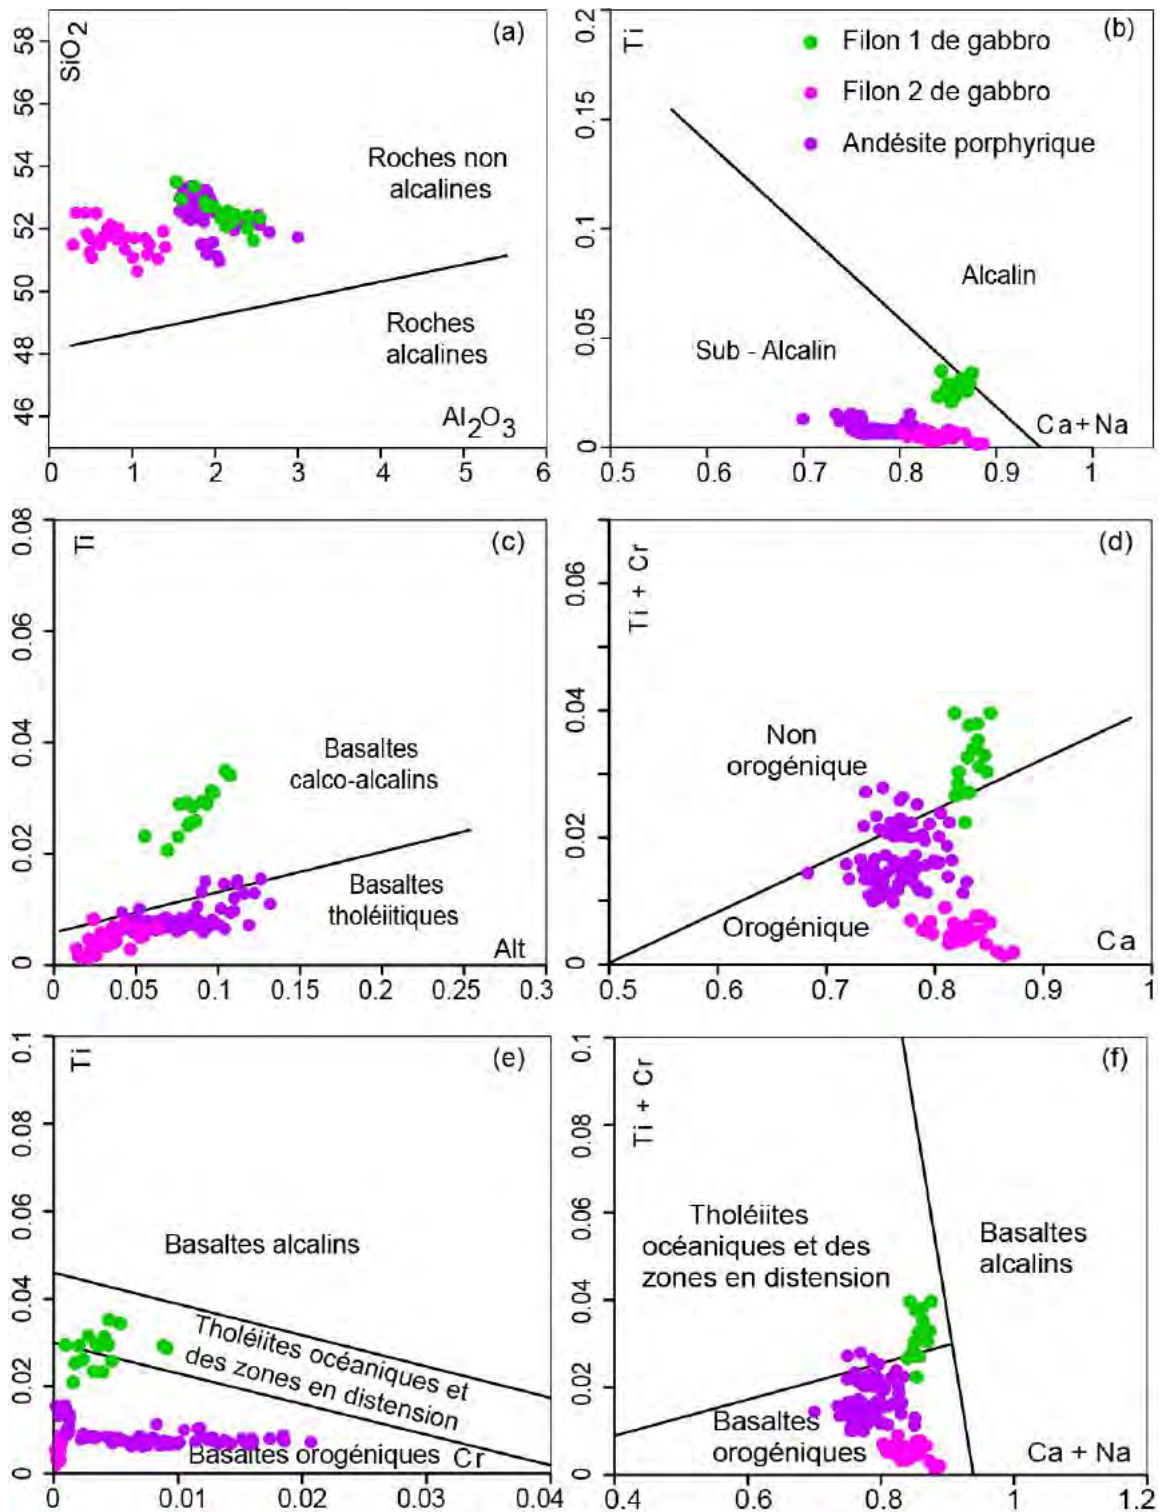 (a)
SiO2
58
56
54
52
50
48
46
Roches non
alcalines
Roches
alcalines
Al2O3
0 1 2 3 4 5 6
(b)
Ti
0.2
0.15
0.1
0.05
0
Filon 1 de gabbro
Filon 2 de gabbro
Andésite porphyrique
Alcalin
Sub - Alcalin
Ca+Na
0.5 0.6 0.7 0.8 0.9 1
(c)
Ti
0.08
0.06
0.04
0.02
0
Basaltes
calco-alcalins
Basaltes
tholéiitiques
Alt
0 0.05 0.1 0.15 0.2 0.25 0.3
(d)
Ti + Cr
0.06
0.04
0.02
0
Non
orogénique
Orogénique
Ca
0.5 0.6 0.7 0.8 0.9 1
(e)
Ti
0.1
0.08
0.06
0.04
0.02
0
Basaltes alcalins
Tholéiites océaniques et
des zones en distension
Basaltes orogéniques
Cr
0 0.01 0.02 0.03 0.04
(f)
Ti + Cr
0.1
0.08
0.06
0.04
0.02
0
Tholéiites
océaniques et des
zones en distension
Basaltes
alcalins
Basaltes
orogéniques
Ca + Na
0.4 0.6 0.8 1 1.2